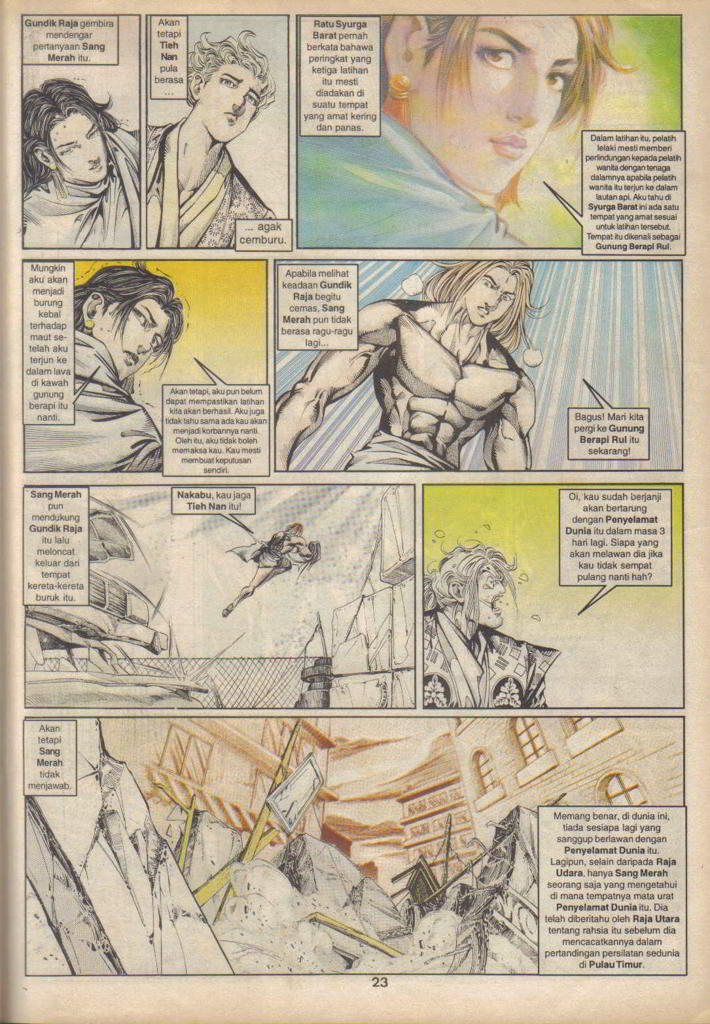 Gundik Raja gembira
mendengar
pertanyaan Sang
Merah itu.
Akan
tetapi
Tieh
Nan
pula
berasa
...
... agak
cemburu.
Ratu Syurga
Barat pernah
berkata bahawa
peringkat yang
ketiga latihan
itu mesti
diadakan di
suatu tempat
yang amat kering
dan panas.
Dalam latihan itu, pelatih
lelaki mesti memberi
perlindungan kepada pelatih
wanita dengan tenaga
dalamnya apabila pelatih
wanita itu terjun ke dalam
lautan api. Aku tahu di
Syurga Barat ini ada satu
tempat yang amat sesuai
untuk latihan tersebut.
Tempat itu dikenali sebagai
Gunung Berapi Rul.
Mungkin
aku akan
menjadi
burung
kebal
terhadap
maut se-
telah aku
terjun ke
dalam lava
di kawah
gunung
berapi itu
nanti.
Akan tetapi, aku pun belum
dapat mempastikan latihan
kita akan berhasil. Aku juga
tidak tahu sama ada kau akan
menjadi korbannya nanti.
Oleh itu, aku tidak boleh
memaksa kau. Kau mesti
membuat keputusan
sendiri.
Apabila melihat
keadaan Gundik
Raja begitu
cemas, Sang
Merah pun tidak
berasa ragu-ragu
lagi...
Bagus! Mari kita
pergi ke Gunung
Berapi Rul itu
sekarang!
Sang Merah
pun
mendukung
Gundik Raja
itu lalu
meloncat
keluar dari
tempat
kereta-kereta
buruk itu.
Nakabu, kau jaga
Tieh Nan itu!
Oi, kau sudah berjanji
akan bertarung
dengan Penyelamat
Dunia itu dalam masa 3
hari lagi. Siapa yang
akan melawan dia jika
kau tidak sempat
pulang nanti hah?
Akan
tetapi
Sang
Merah
tidak
menjawab.
Memang benar, di dunia ini,
tiada sesiapa lagi yang
sanggup berlawan dengan
Penyelamat Dunia itu.
Lagipun, selain daripada Raja
Udara, hanya Sang Merah
seorang saja yang mengetahui
di mana tempatnya mata urat
Penyelamat Dunia itu. Dia
telah diberitahu oleh Raja Utara
tentang rahsia itu sebelum dia
mencacatkannya dalam
pertandingan persilatan sedunia
di Pulau Timur.
23